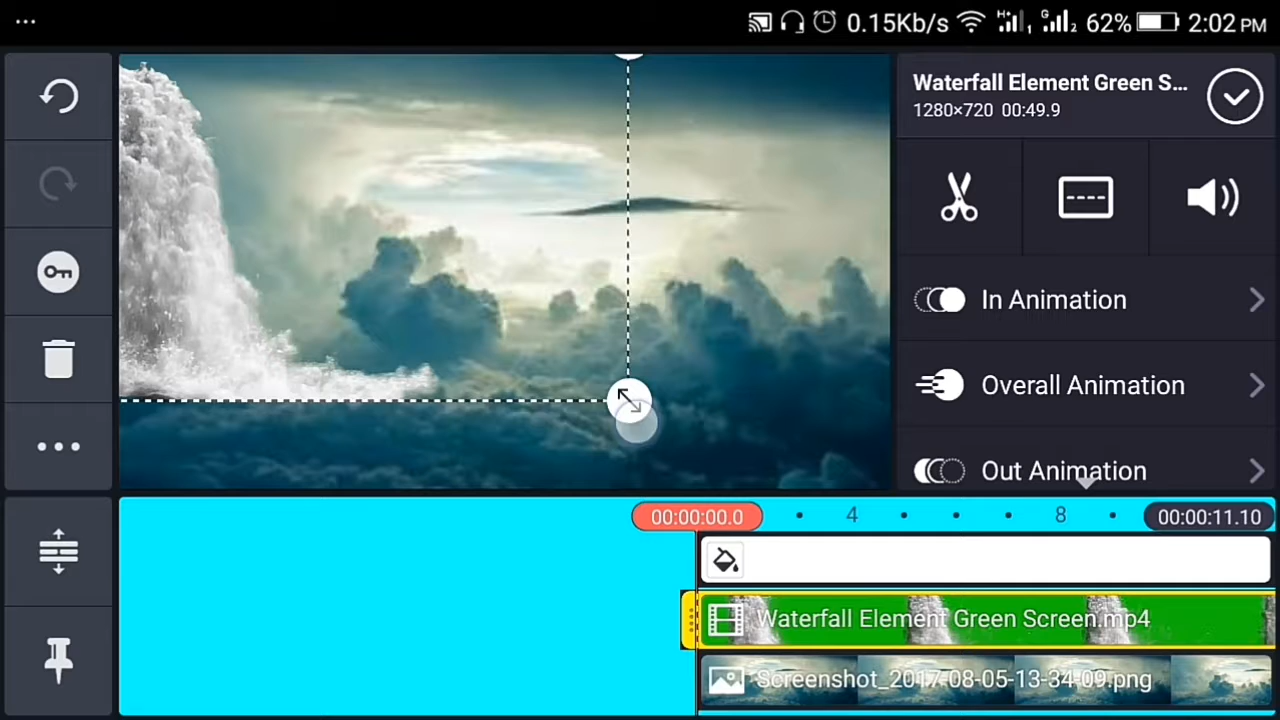 0.15Kb/s H+ 1 G 2 62% 2:02 PM
Waterfall Element Green S...
1280×720 00:49.9
In Animation
Overall Animation
Out Animation
00:00:00.0 4 8 00:00:11.10
Waterfall Element Green Screen.mp4
Screenshot_2017-08-05-13-34-09.png